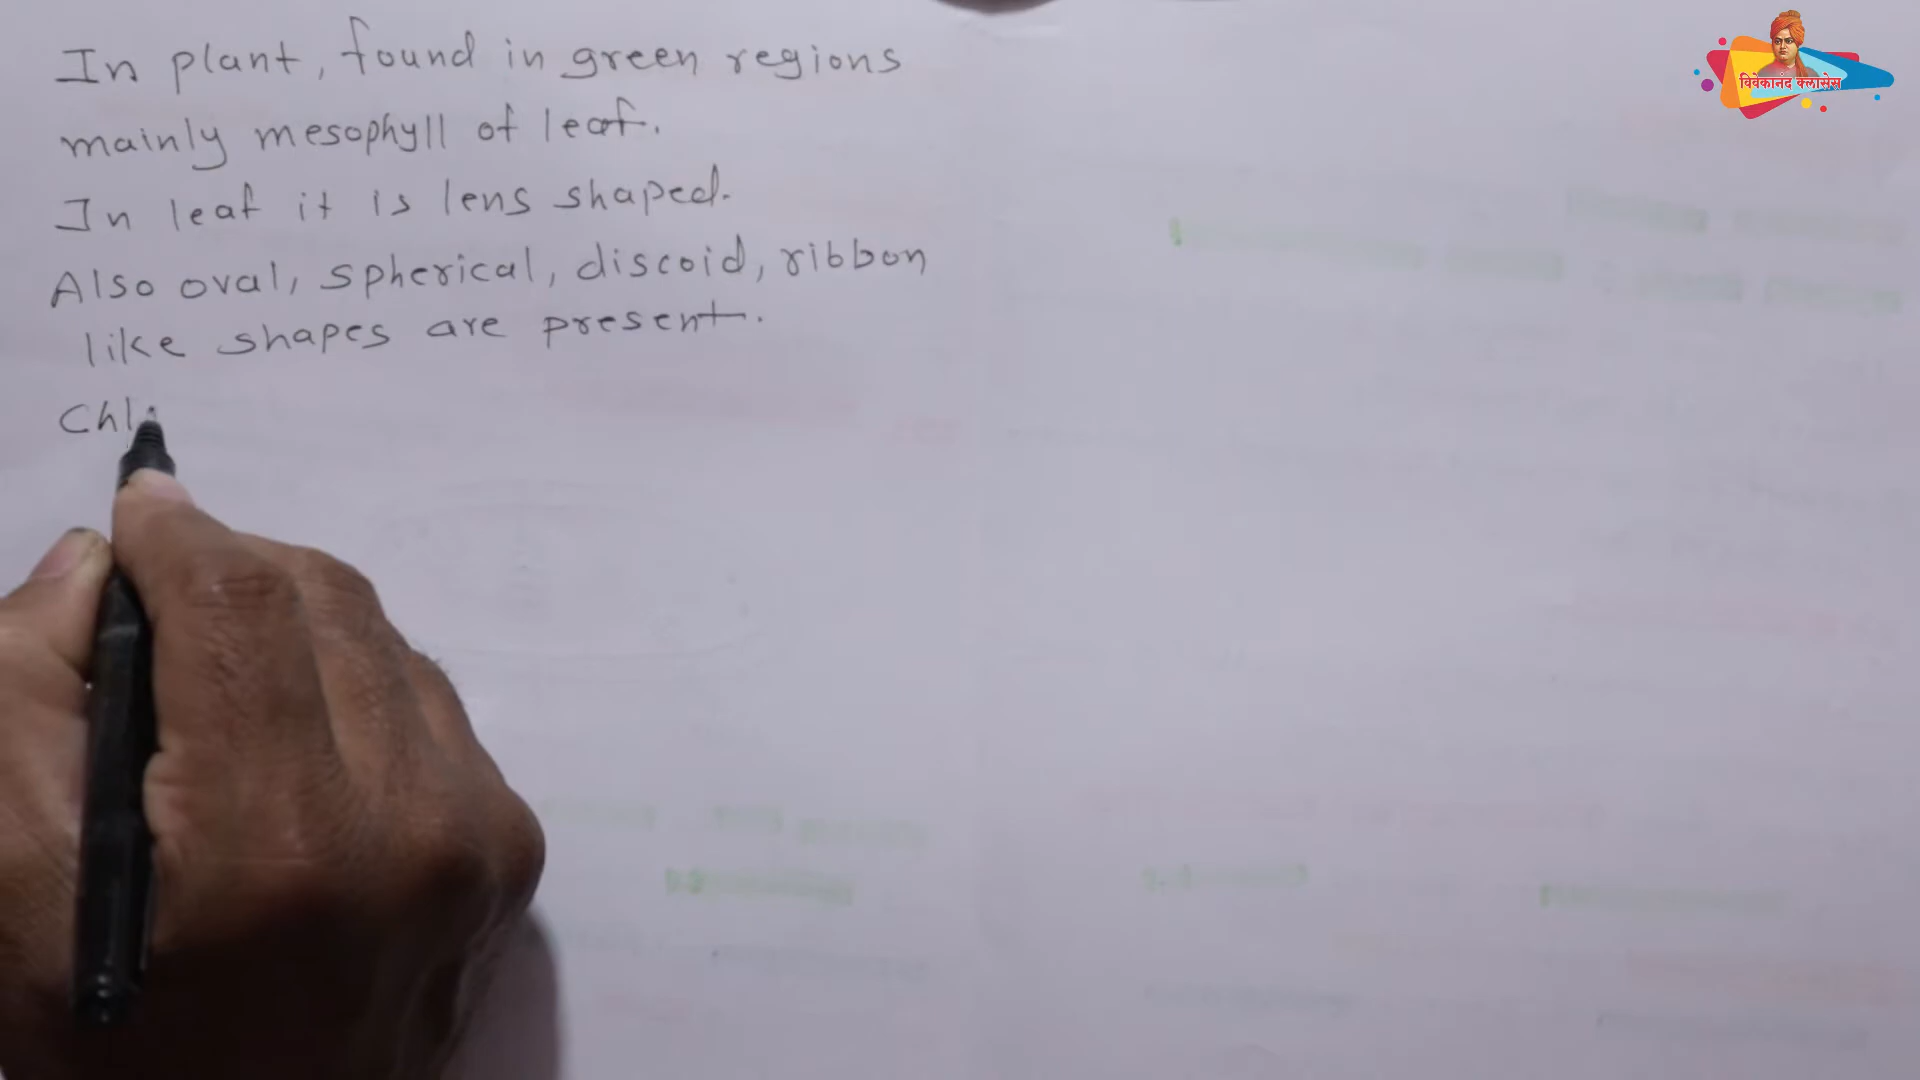 In plant, found in green regions
mainly mesophyll of leaf.
In leaf it is lens shaped.
Also oval, spherical, discoid, ribbon
like shapes are present.
Chl
विवेकानंद क्लासेस